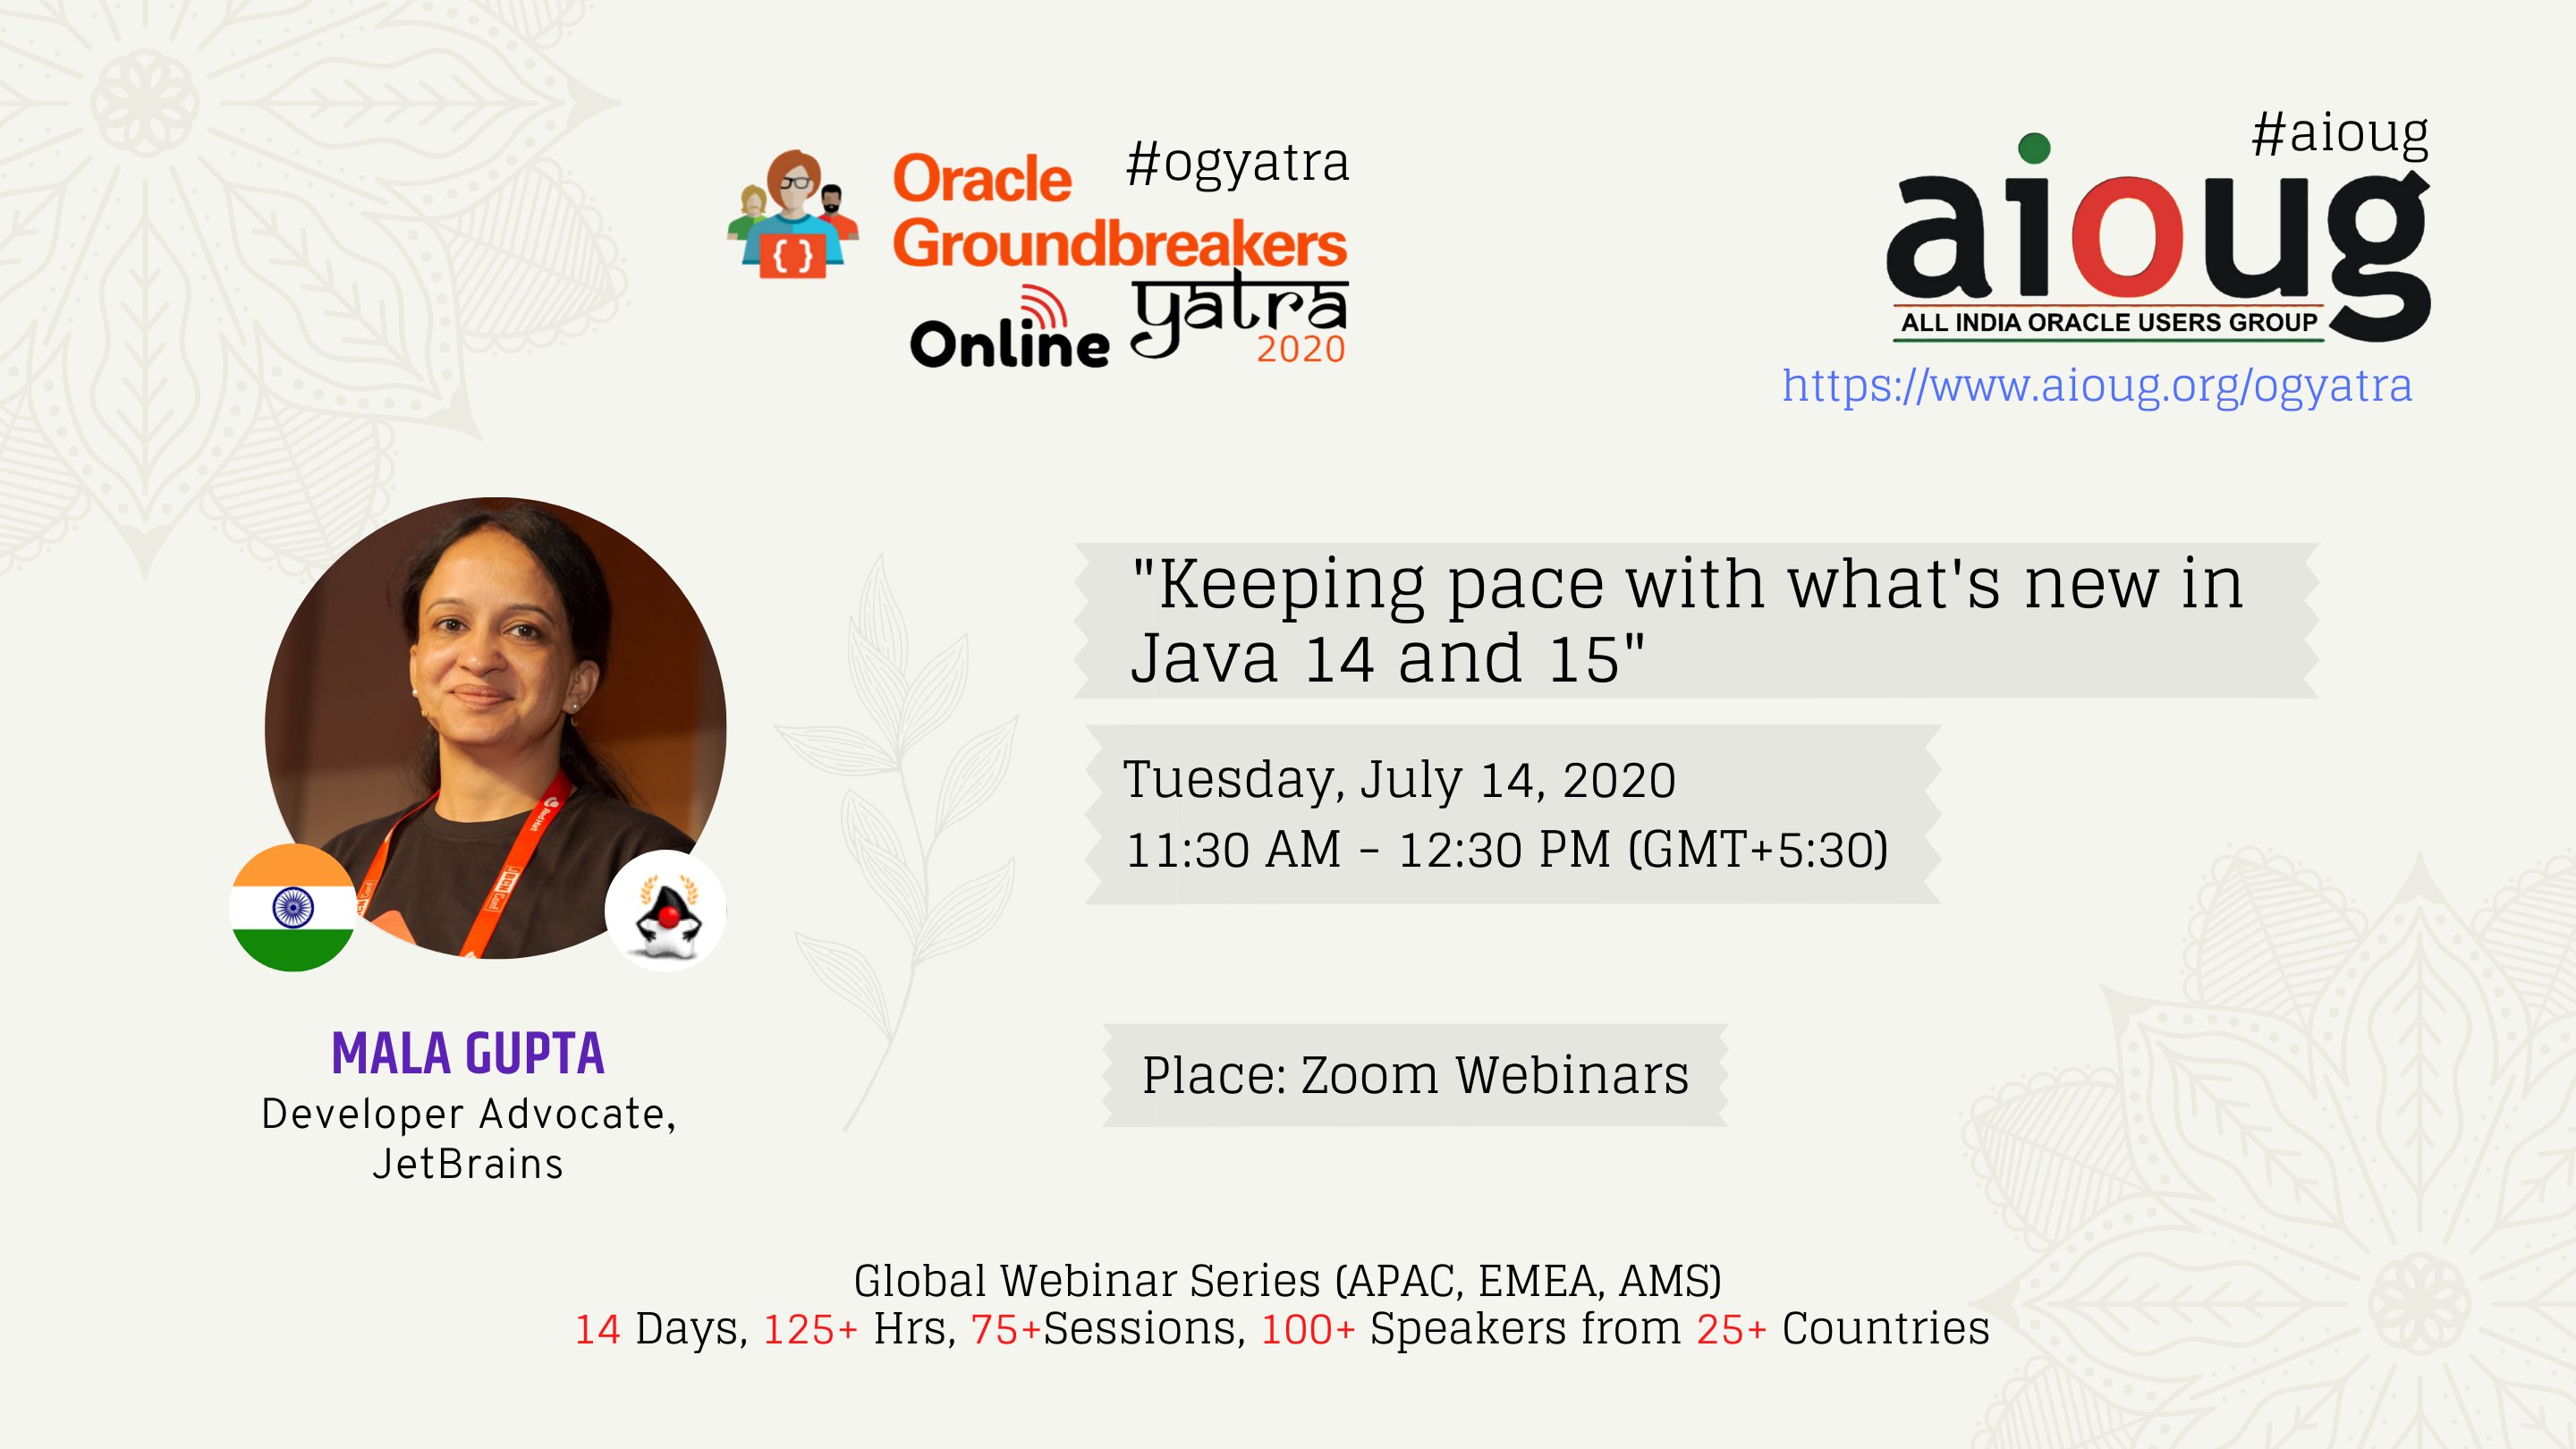 #ogyatra
Oracle
Groundbreakers
Online yatra
2020
{ }
#aioug
aioug
ALL INDIA ORACLE USERS GROUP
https://www.aioug.org/ogyatra
"Keeping pace with what's new in
Java 14 and 15"
Tuesday, July 14, 2020
11:30 AM – 12:30 PM (GMT+5:30)
Place: Zoom Webinars
MALA GUPTA
Developer Advocate,
JetBrains
Global Webinar Series (APAC, EMEA, AMS)
14 Days, 125+ Hrs, 75+Sessions, 100+ Speakers from 25+ Countries